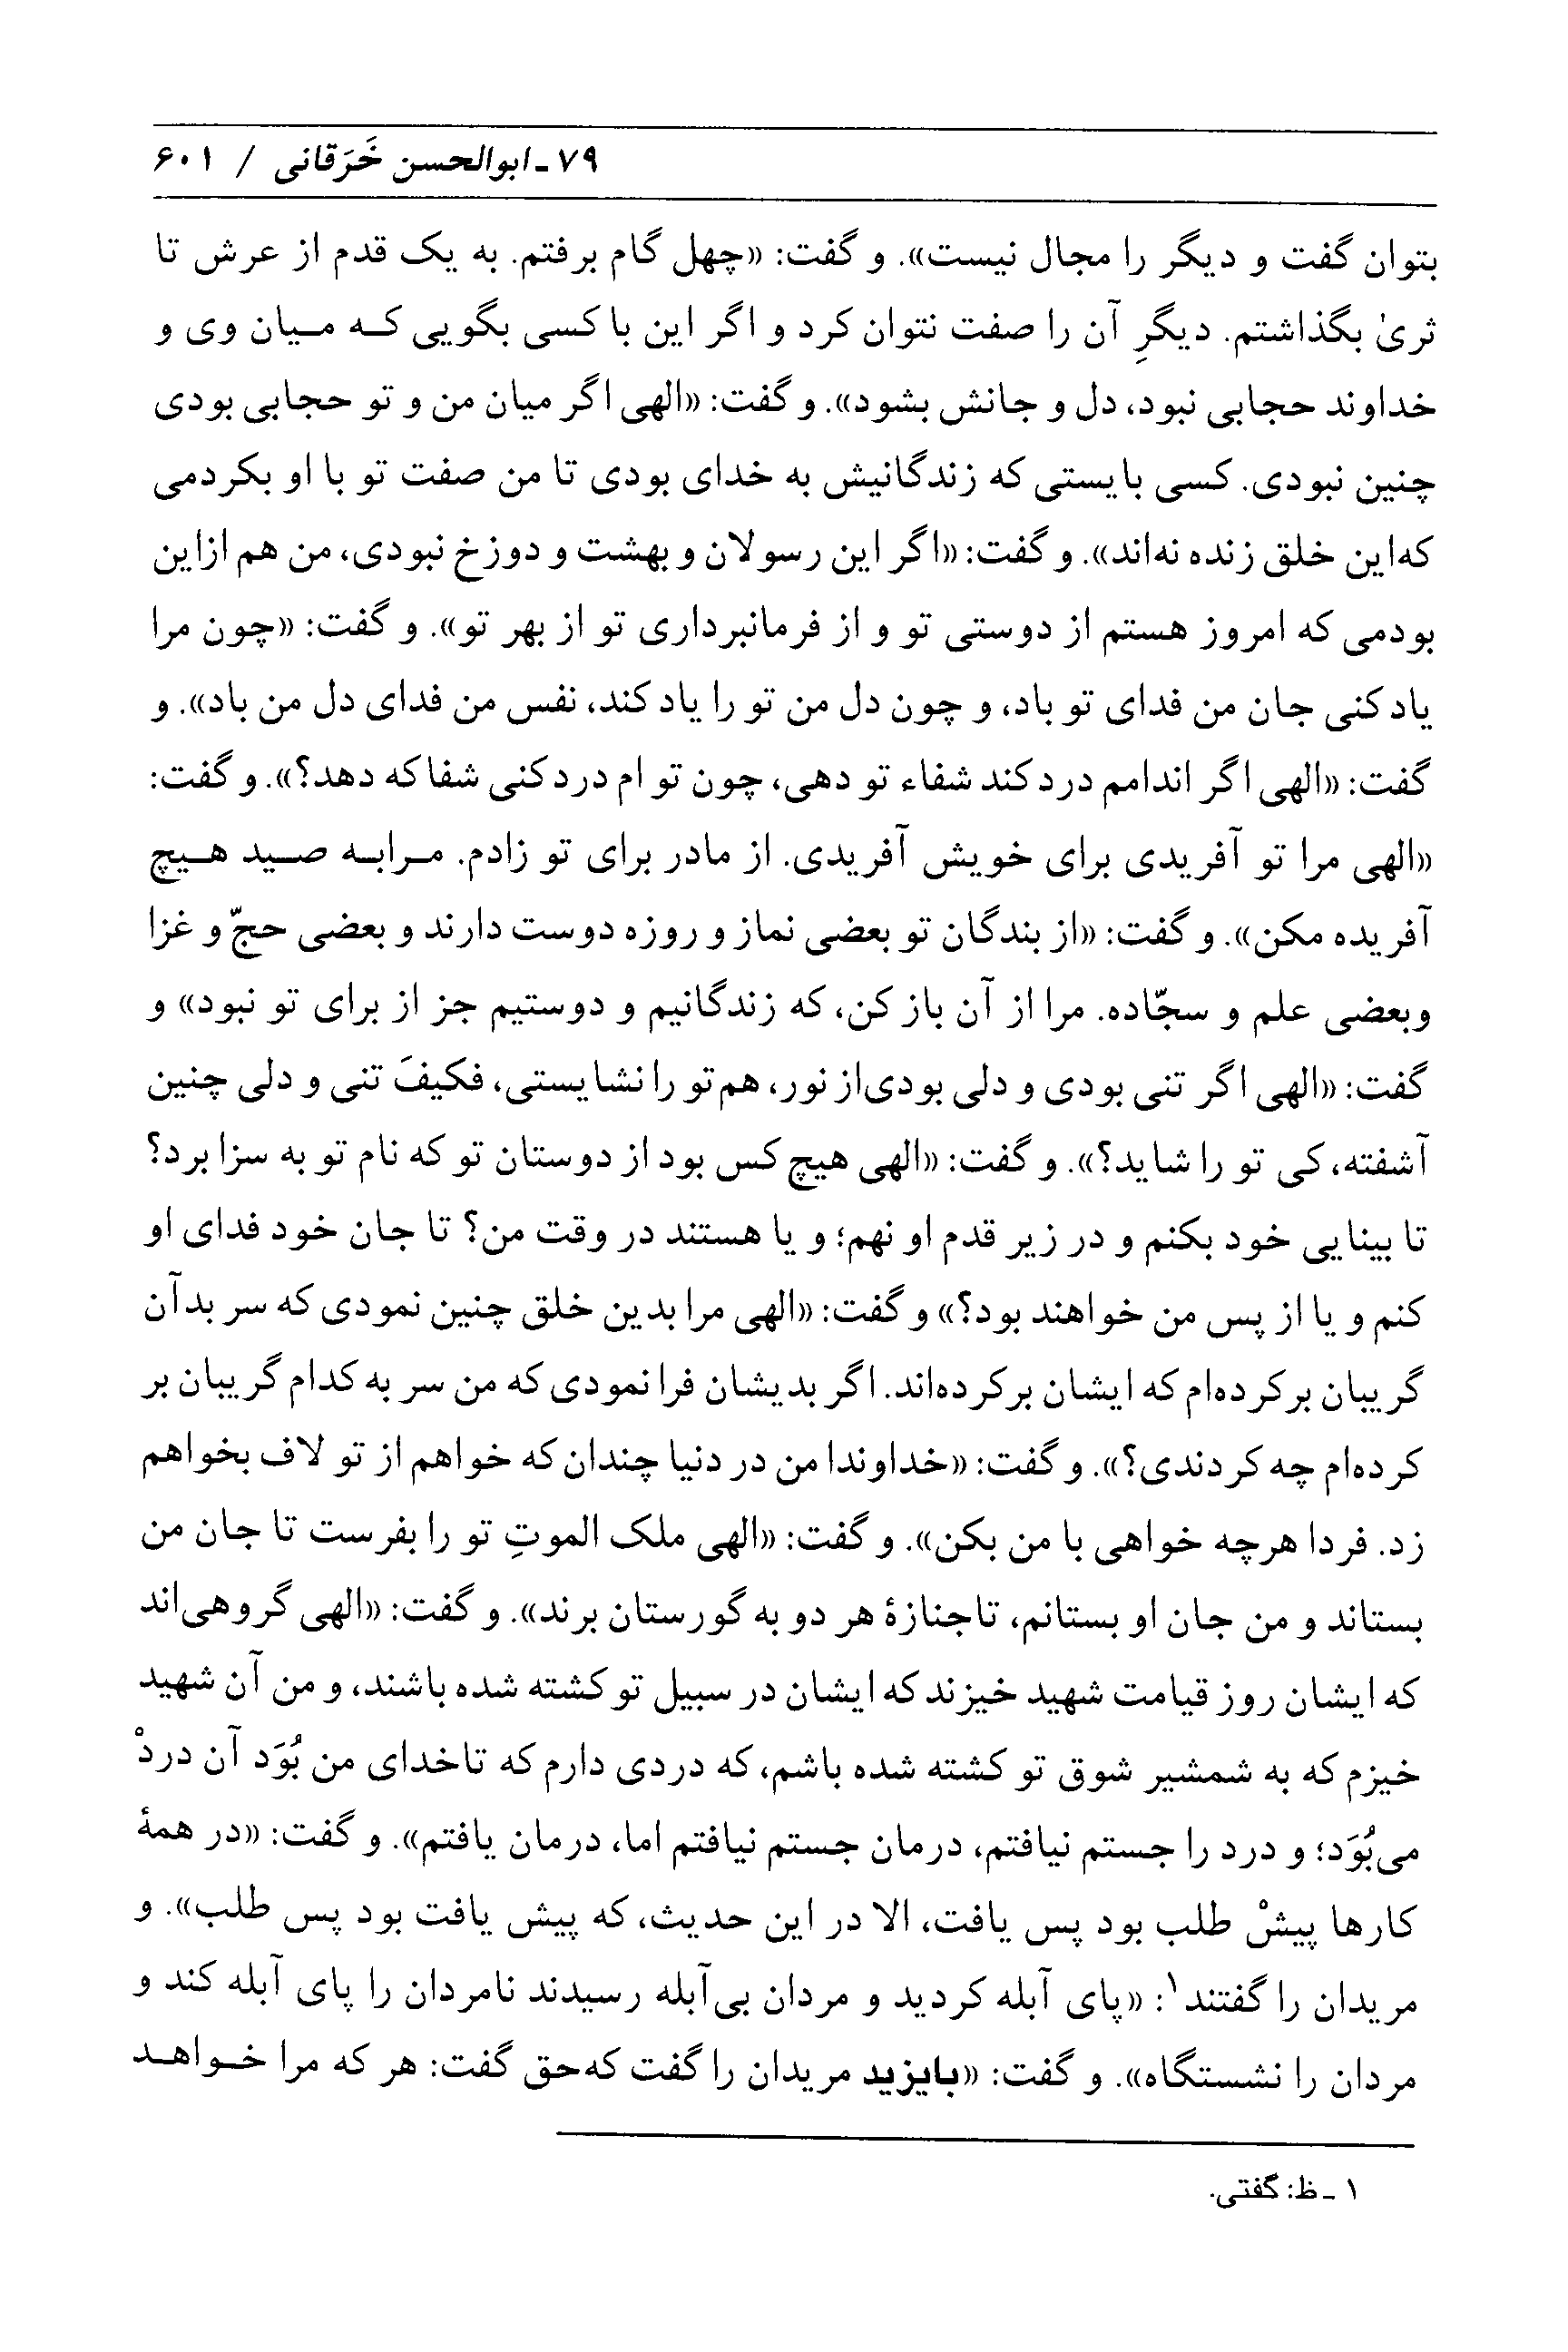 ۷۹ـ ابوالحسن خَرَقانی / ۶۰۱
بتوان گفت و دیگر را مجال نیست». و گفت: «چهل گام برفتم. به یک قدم از عرش تا
ثریٰ بگذاشتم. دیگرِ آن را صفت نتوان کرد و اگر این با کسی بگویی کـه مـیان وی و
خداوند حجابی نبود، دل و جانش بشود». و گفت: «الهی اگر میان من و تو حجابی بودی
چنین نبودی. کسی بایستی که زندگانیش به خدای بودی تا من صفت تو با او بکردمی
که‌این خلق زنده نه‌اند». و گفت: «اگر این رسولان و بهشت و دوزخ نبودی، من هم ازاین
بودمی که امروز هستم از دوستی تو و از فرمانبرداری تو از بهر تو». و گفت: «چون مرا
یاد کنی جان من فدای تو باد، و چون دل من تو را یاد کند، نفس من فدای دل من باد». و
گفت: «الهی اگر اندامم درد کند شفاء تو دهی، چون تو ام درد کنی شفا که دهد؟». و گفت:
«الهی مرا تو آفریدی برای خویش آفریدی. از مادر برای تو زادم. مـرابـه صـید هـیچ
آفریده مکن». و گفت: «از بندگان تو بعضی نماز و روزه دوست دارند و بعضی حجّ و غزا
وبعضی علم و سجّاده. مرا از آن باز کن، که زندگانیم و دوستیم جز از برای تو نبود» و
گفت: «الهی اگر تنی بودی و دلی بودی‌از نور، هم‌تو را نشایستی، فکیفَ تنی و دلی چنین
آشفته، کی تو را شاید؟». و گفت: «الهی هیچ کس بود از دوستان تو که نام تو به سزا برد؟
تا بینایی خود بکنم و در زیر قدم او نهم؛ و یا هستند در وقت من؟ تا جان خود فدای او
کنم و یا از پس من خواهند بود؟» و گفت: «الهی مرا بدین خلق چنین نمودی که سر بدآن
گریبان برکرده‌ام که ایشان برکرده‌اند. اگر بدیشان فرا نمودی که من سر به کدام گریبان بر
کرده‌ام چه کردندی؟». و گفت: «خداوندا من در دنیا چندان که خواهم از تو لاف بخواهم
زد. فردا هرچه خواهی با من بکن». و گفت: «الهی ملک الموتِ تو را بفرست تا جان من
بستاند و من جان او بستانم، تاجنازهٔ هر دو به گورستان برند». و گفت: «الهی گروهی‌اند
که ایشان روز قیامت شهید خیزند که ایشان در سبیل تو کشته شده باشند، و من آن شهید
خیزم که به شمشیر شوق تو کشته شده باشم، که دردی دارم که تاخدای من بُوَد آن دردْ
می‌بُوَد؛ و درد را جستم نیافتم، درمان جستم نیافتم اما، درمان یافتم». و گفت: «در همهٔ
کارها پیشْ طلب بود پس یافت، الا در این حدیث، که پیش یافت بود پس طلب». و
مریدان را گفتند۱: «پای آبله کردید و مردان بی‌آبله رسیدند نامردان را پای آبله کند و
مردان را نشستگاه». و گفت: «بایزید مریدان را گفت که‌حق گفت: هر که مرا خـواهـد
۱ ـ ظ: گفتی.